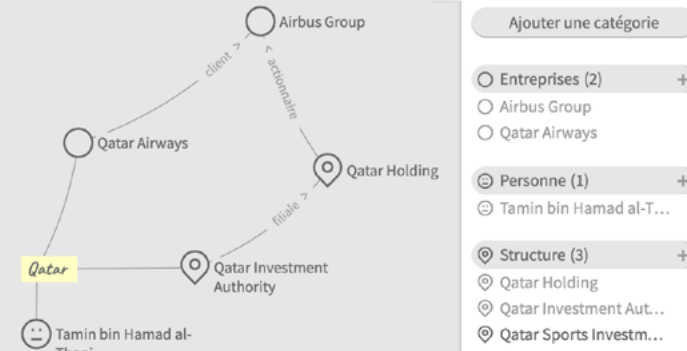 Airbus Group
client >
< actionnaire
Qatar Airways
Qatar Holding
filiale >
Qatar
Qatar Investment
Authority
Tamin bin Hamad al-
Ajouter une catégorie
Entreprises (2) +
Airbus Group
Qatar Airways
Personne (1) +
Tamin bin Hamad al-T...
Structure (3) +
Qatar Holding
Qatar Investment Aut...
Qatar Sports Investm...